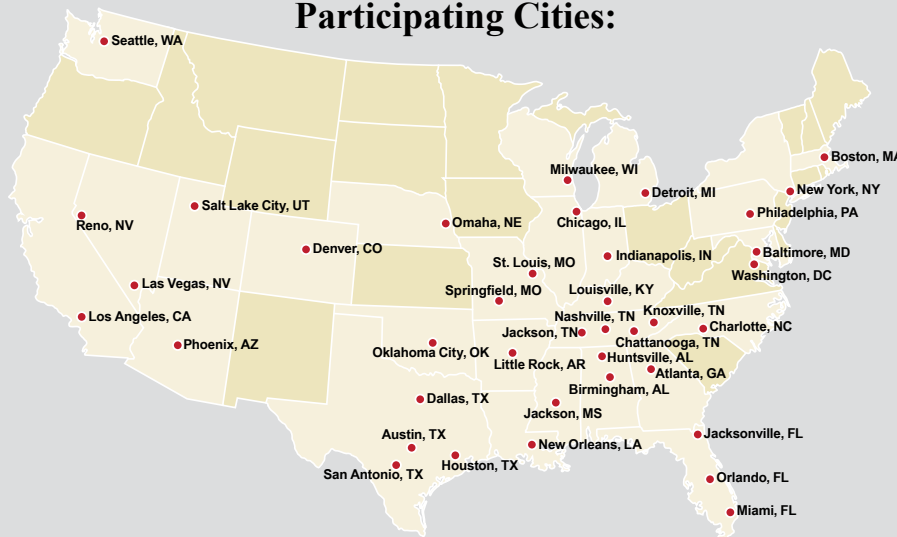 Participating Cities:
Seattle, WA
Boston, MA
Milwaukee, WI
Detroit, MI
New York, NY
Salt Lake City, UT
Philadelphia, PA
Reno, NV
Omaha, NE
Chicago, IL
Denver, CO
Indianapolis, IN
Baltimore, MD
St. Louis, MO
Washington, DC
Las Vegas, NV
Springfield, MO
Louisville, KY
Nashville, TN
Knoxville, TN
Los Angeles, CA
Jackson, TN
Charlotte, NC
Chattanooga, TN
Phoenix, AZ
Oklahoma City, OK
Little Rock, AR
Huntsville, AL
Atlanta, GA
Birmingham, AL
Dallas, TX
Jackson, MS
Austin, TX
Jacksonville, FL
New Orleans, LA
Houston, TX
San Antonio, TX
Orlando, FL
Miami, FL